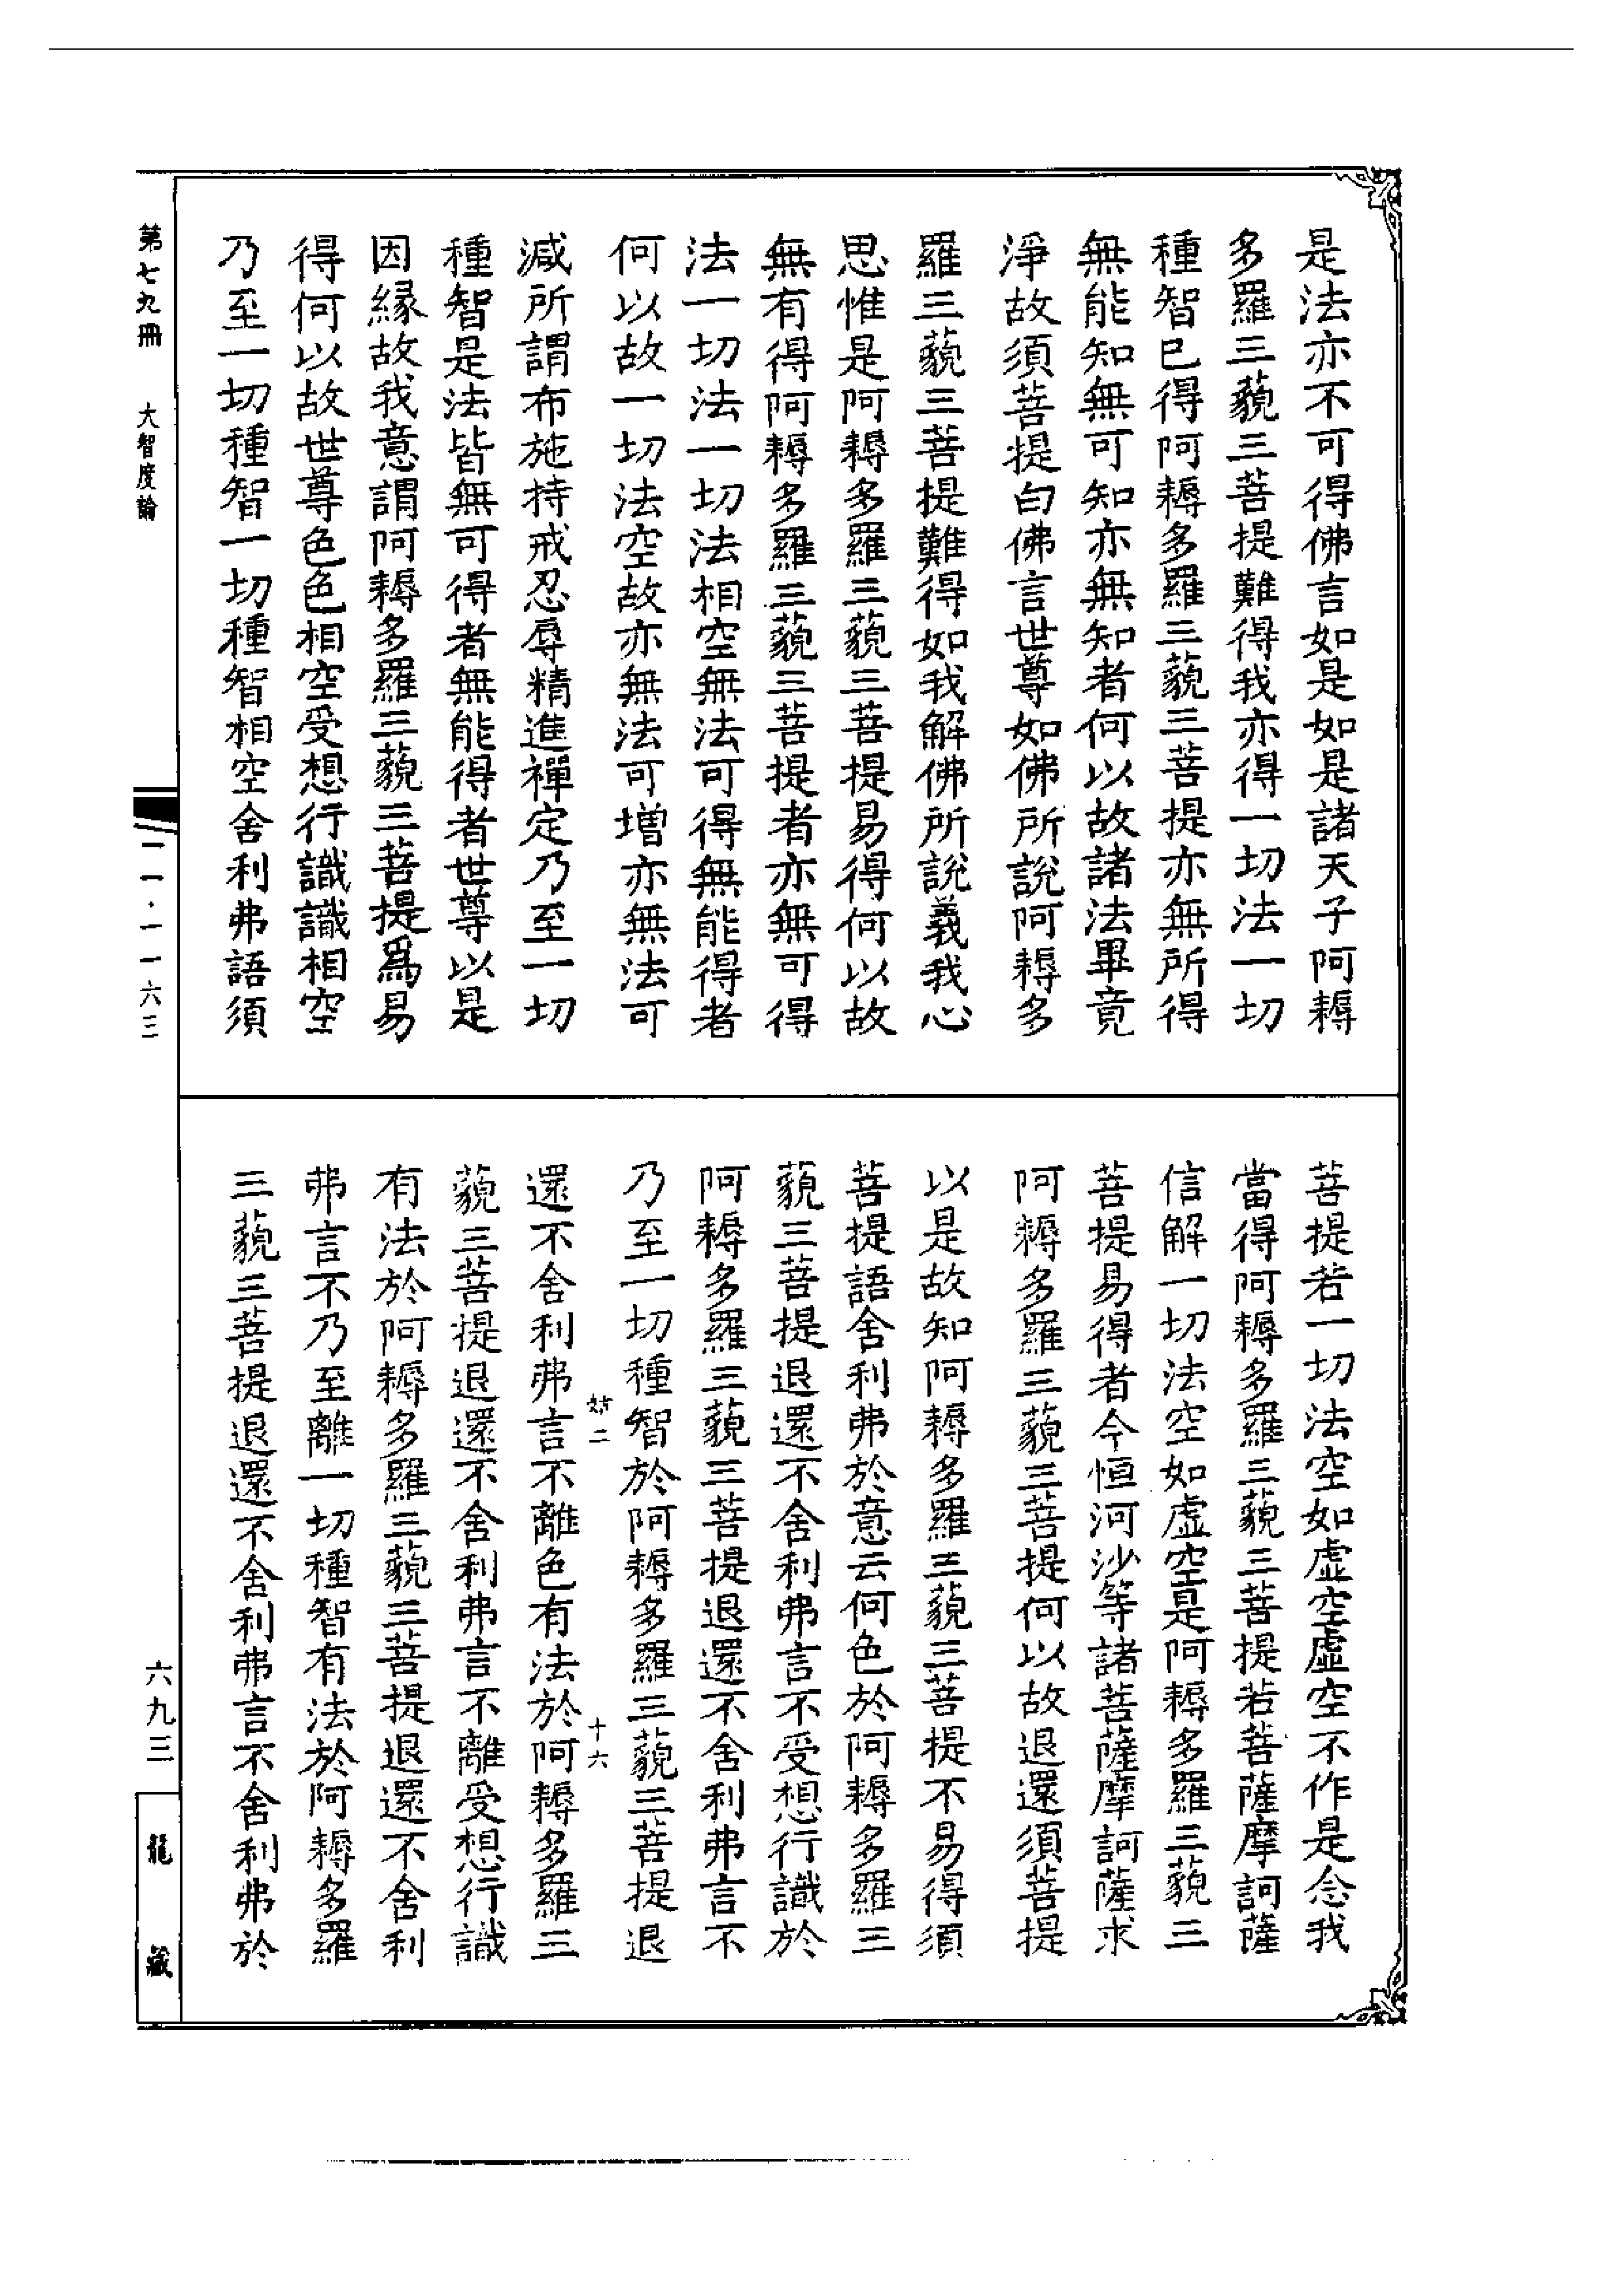 是法亦不可得佛言如是如是諸天子阿耨
多羅三藐三菩提難得我亦得一切法一切
種智已得阿耨多羅三藐三菩提亦無所得
無能知無可知亦無知者何以故諸法畢竟
淨故須菩提白佛言世尊如佛所說阿耨多
羅三藐三菩提難得如我解佛所說義我心
思惟是阿耨多羅三藐三菩提易得何以故
無有得阿耨多羅三藐三菩提者亦無可得
法一切法一切法相空無法可得無能得者
何以故一切法空故亦無法可增亦無法可
減所謂布施持戒忍辱精進禪定乃至一切
種智是法皆無可得者無能得者世尊以是
因緣故我意謂阿耨多羅三藐三菩提爲易
得何以故世尊色色相空受想行識識相空
乃至一切種智一切種智相空舍利弗語須
菩提若一切法空如虛空虛空不作是念我
當得阿耨多羅三藐三菩提若菩薩摩訶薩
信解一切法空如虛空是阿耨多羅三藐三
菩提易得者今恒河沙等諸菩薩摩訶薩求
阿耨多羅三藐三菩提何以故退還須菩提
以是故知阿耨多羅三藐三菩提不易得須
菩提語舍利弗於意云何色於阿耨多羅三
藐三菩提退還不舍利弗言不受想行識於
阿耨多羅三藐三菩提退還不舍利弗言不
乃至一切種智於阿耨多羅三藐三菩提退
十六
還不舍利弗言不離色有法於阿耨多羅三
藐三菩提退還不舍利弗言不離受想行識
有法於阿耨多羅三藐三菩提退還不舍利
弗言不乃至離一切種智有法於阿耨多羅
三藐三菩提退還不舍利弗言不舍利弗於
第七九冊 大智度論
二一·一一六三
六九三
龍藏